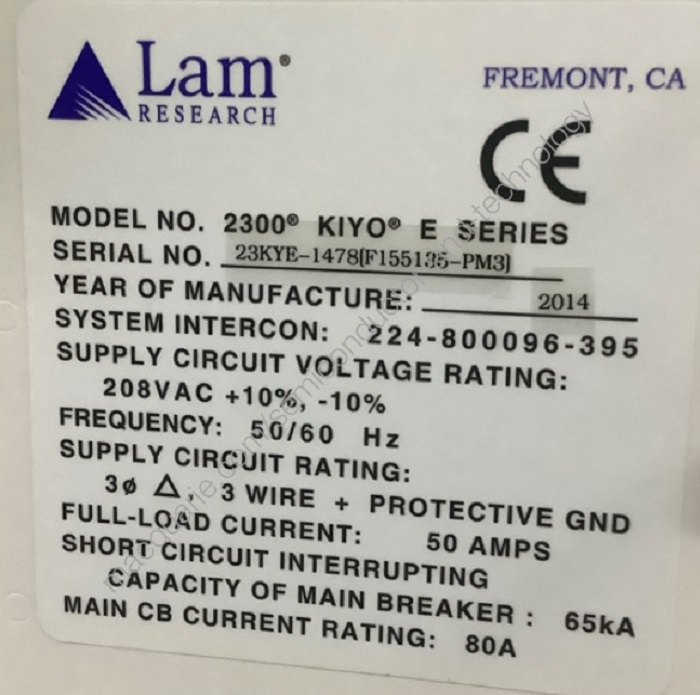 Lam®
RESEARCH
FREMONT, CA
CE
MODEL NO. 2300® KIYO® E SERIES
SERIAL NO. 23KYE-1478(F155135-PM3)
YEAR OF MANUFACTURE: 2014
SYSTEM INTERCON: 224-800096-395
SUPPLY CIRCUIT VOLTAGE RATING:
208VAC +10%, -10%
FREQUENCY: 50/60 Hz
SUPPLY CIRCUIT RATING:
3ø Δ, 3 WIRE + PROTECTIVE GND
FULL-LOAD CURRENT: 50 AMPS
SHORT CIRCUIT INTERRUPTING
CAPACITY OF MAIN BREAKER : 65kA
MAIN CB CURRENT RATING: 80A